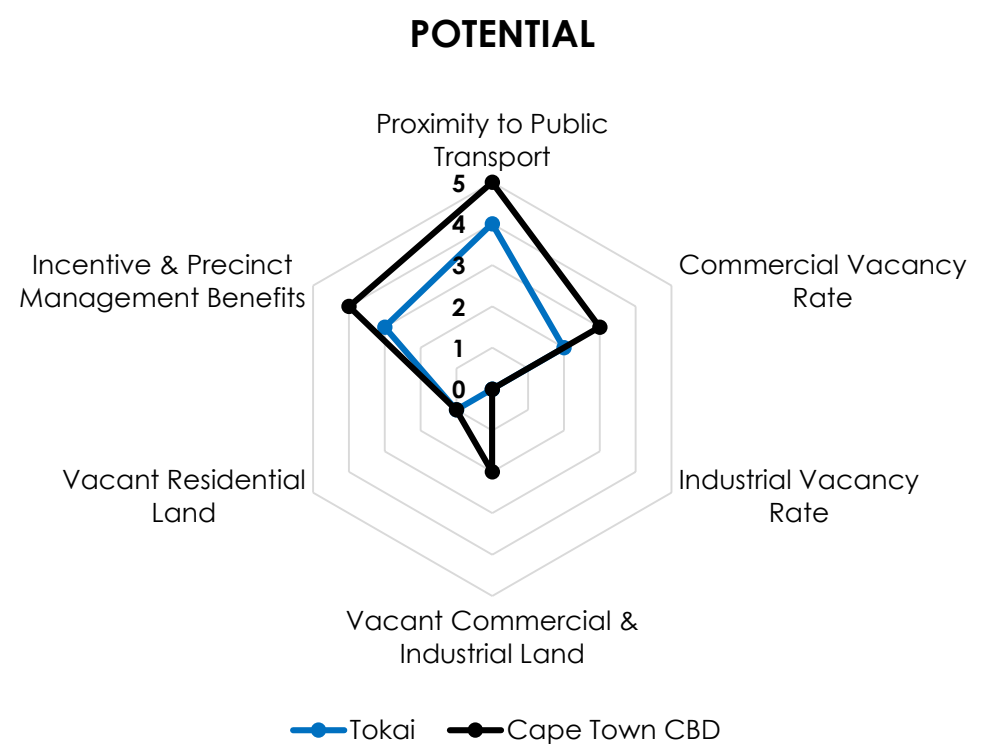 POTENTIAL
Proximity to Public
Transport
5
4
3
2
1
0
Incentive & Precinct
Management Benefits
Commercial Vacancy
Rate
Vacant Residential
Land
Industrial Vacancy
Rate
Vacant Commercial &
Industrial Land
Tokai
Cape Town CBD